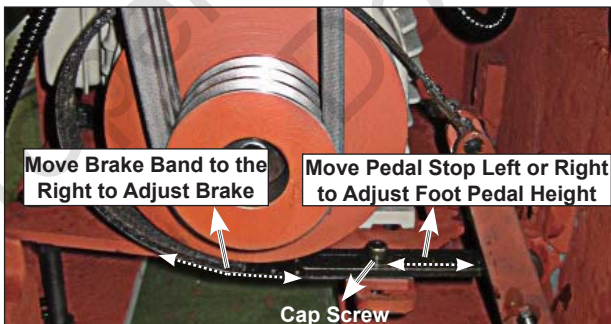 Move Brake Band to the
Right to Adjust Brake
Move Pedal Stop Left or Right
to Adjust Foot Pedal Height
Cap Screw